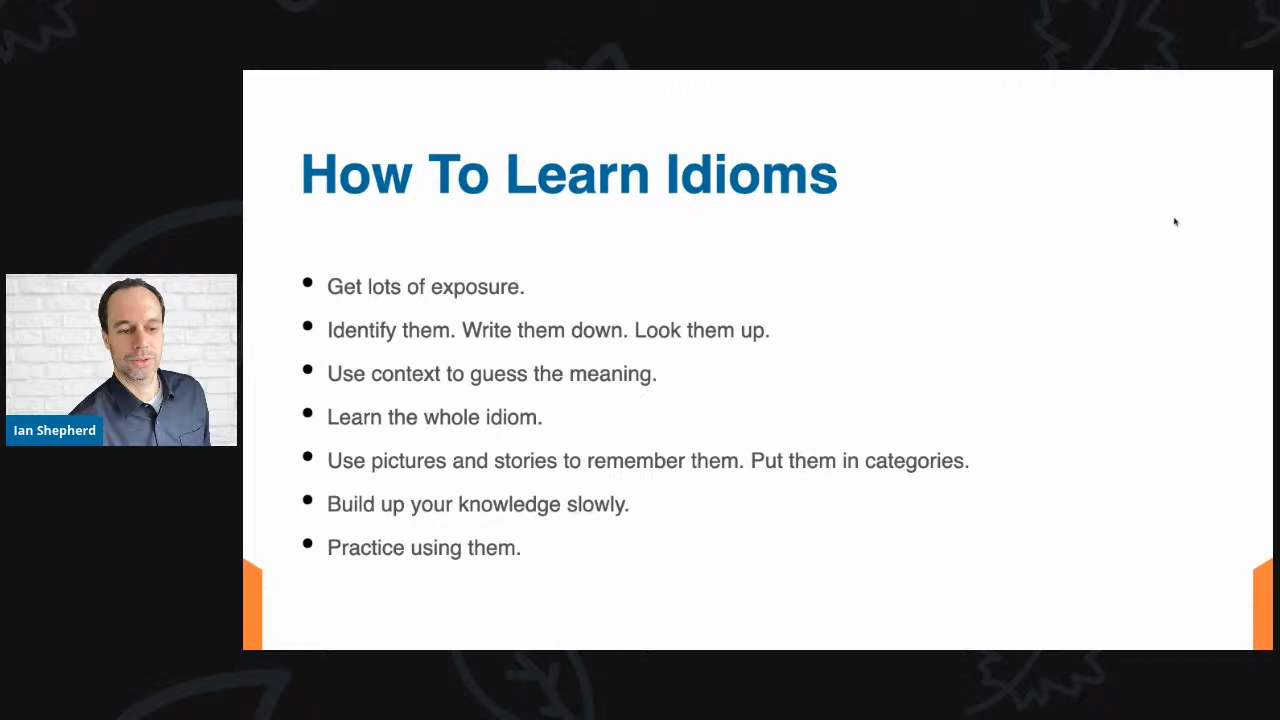 How To Learn Idioms
Get lots of exposure.
Identify them. Write them down. Look them up.
Use context to guess the meaning.
Learn the whole idiom.
Use pictures and stories to remember them. Put them in categories.
Build up your knowledge slowly.
Practice using them.
Ian Shepherd